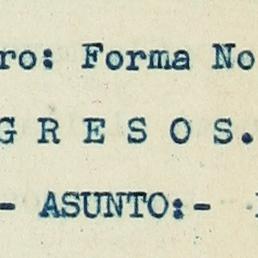 ro: Forma No
G R E S O S.
- ASUNTO:-